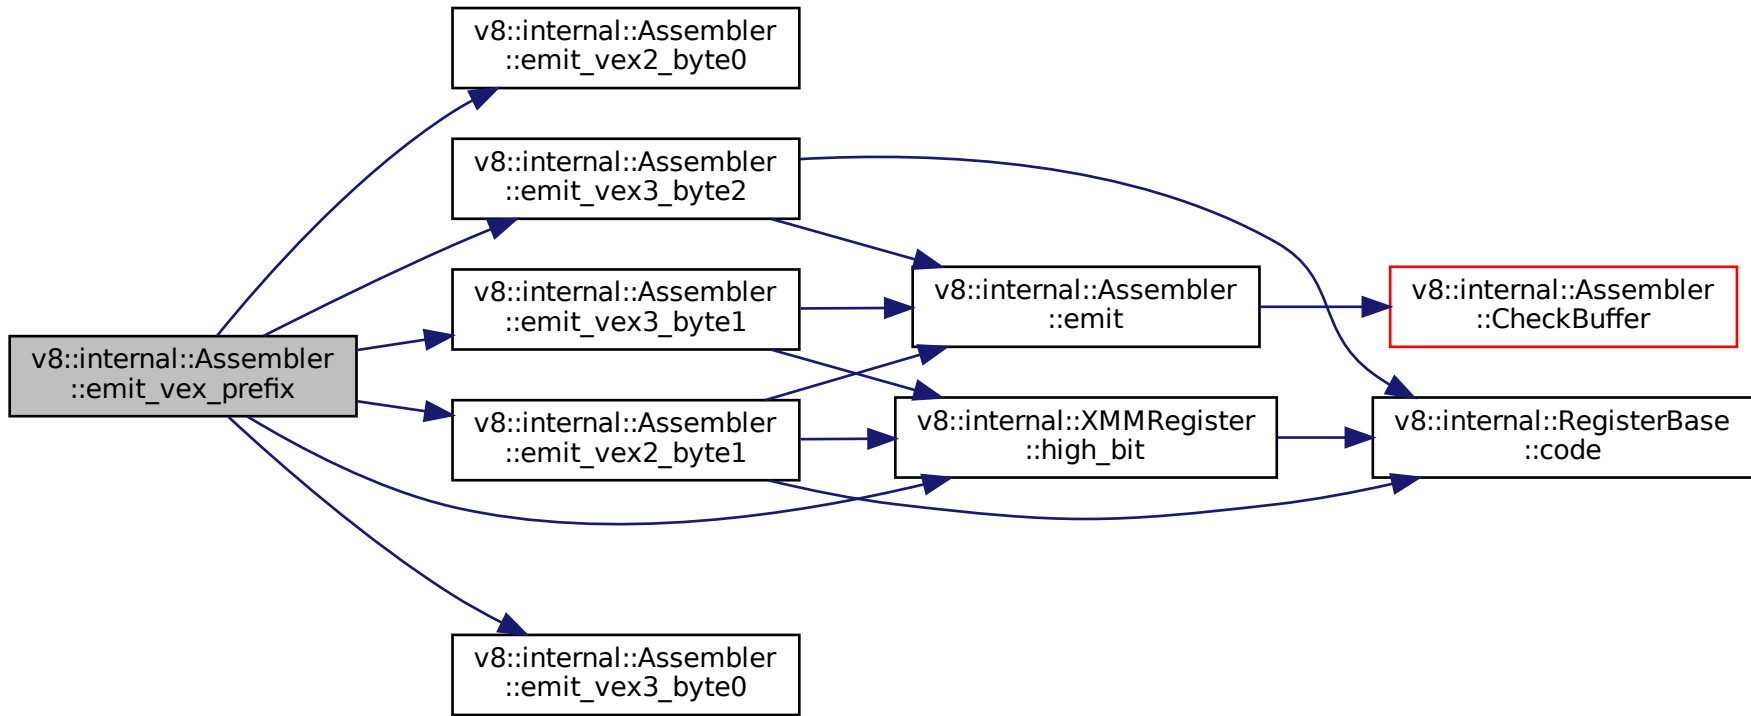 v8::internal::Assembler
::emit_vex_prefix
v8::internal::Assembler
::emit_vex2_byte0
v8::internal::Assembler
::emit_vex3_byte2
v8::internal::Assembler
::emit_vex3_byte1
v8::internal::Assembler
::emit_vex2_byte1
v8::internal::Assembler
::emit_vex3_byte0
v8::internal::Assembler
::emit
v8::internal::XMMRegister
::high_bit
v8::internal::Assembler
::CheckBuffer
v8::internal::RegisterBase
::code